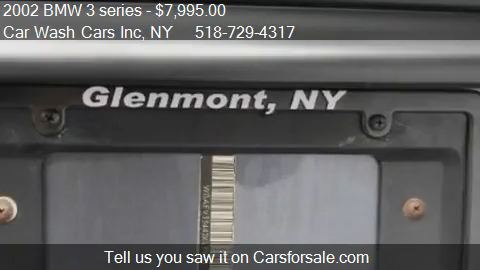 2002 BMW 3 series - $7,995.00
Car Wash Cars Inc, NY 518-729-4317
Glenmont, NY
Tell us you saw it on Carsforsale.com